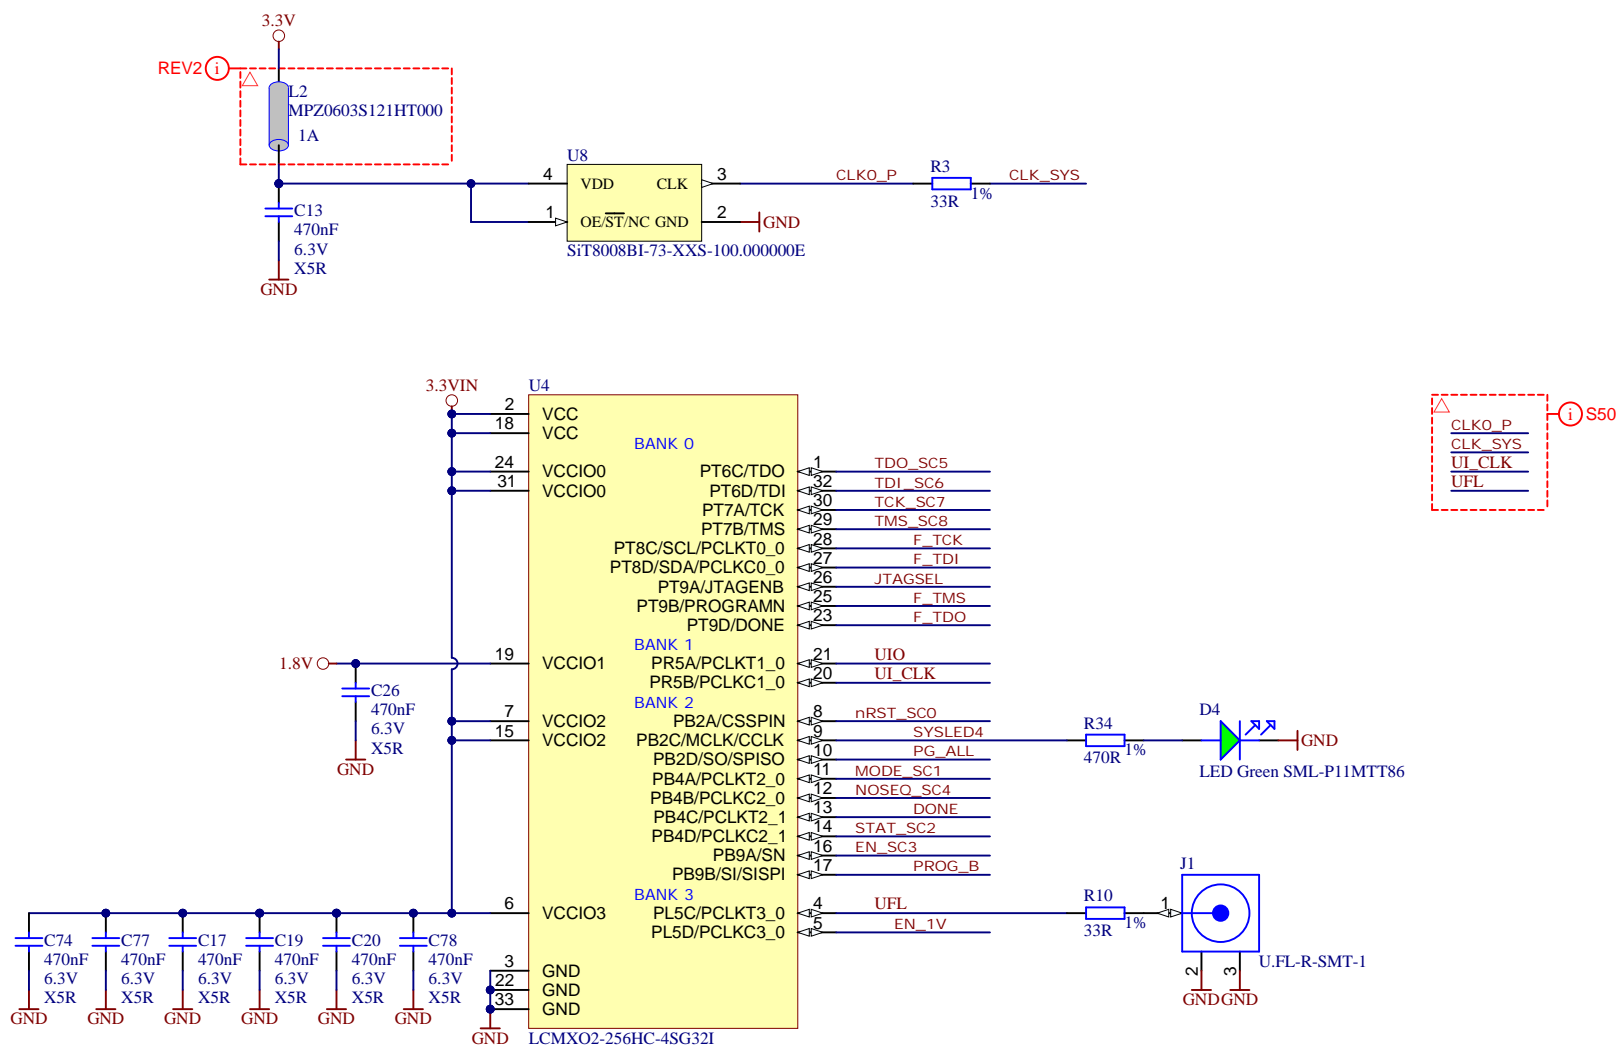 3.3V
REV2 i
L2
MPZ0603S121HT000
1A
C13
470nF
6.3V
X5R
GND
U8
4 VDD CLK 3
1 OE/ST/NC GND 2
GND
SiT8008BI-73-XXS-100.000000E
CLK0_P
R3
33R
1%
CLK_SYS
3.3VIN
U4
2 VCC
18 VCC
BANK 0
24 VCCIO0
31 VCCIO0
PT6C/TDO 1 TDO_SC5
PT6D/TDI 32 TDI_SC6
PT7A/TCK 30 TCK_SC7
PT7B/TMS 29 TMS_SC8
PT8C/SCL/PCLKT0_0 28 F_TCK
PT8D/SDA/PCLKC0_0 27 F_TDI
PT9A/JTAGENB 26 JTAGSEL
PT9B/PROGRAMN 25 F_TMS
PT9D/DONE 23 F_TDO
BANK 1
1.8V
19 VCCIO1
PR5A/PCLKT1_0 21 UIO
PR5B/PCLKC1_0 20 UI_CLK
C26
470nF
6.3V
X5R
GND
BANK 2
7 VCCIO2
15 VCCIO2
PB2A/CSSPIN 8 nRST_SC0
PB2C/MCLK/CCLK 9 SYSLED4
PB2D/SO/SPISO 10 PG_ALL
PB4A/PCLKT2_0 11 MODE_SC1
PB4B/PCLKC2_0 12 NOSEQ_SC4
PB4C/PCLKT2_1 13 DONE
PB4D/PCLKC2_1 14 STAT_SC2
PB9A/SN 16 EN_SC3
PB9B/SI/SISPI 17 PROG_B
R34
470R
1%
D4
GND
LED Green SML-P11MTT86
BANK 3
6 VCCIO3
PL5C/PCLKT3_0 4 UFL
PL5D/PCLKC3_0 5 EN_1V
R10
33R
1%
J1
1
2
3
U.FL-R-SMT-1
GND GND
3 GND
22 GND
33 GND
GND
LCMXO2-256HC-4SG32I
C74 C77 C17 C19 C20 C78
470nF 470nF 470nF 470nF 470nF 470nF
6.3V 6.3V 6.3V 6.3V 6.3V 6.3V
X5R X5R X5R X5R X5R X5R
GND GND GND GND GND GND
i S50
CLK0_P
CLK_SYS
UI_CLK
UFL